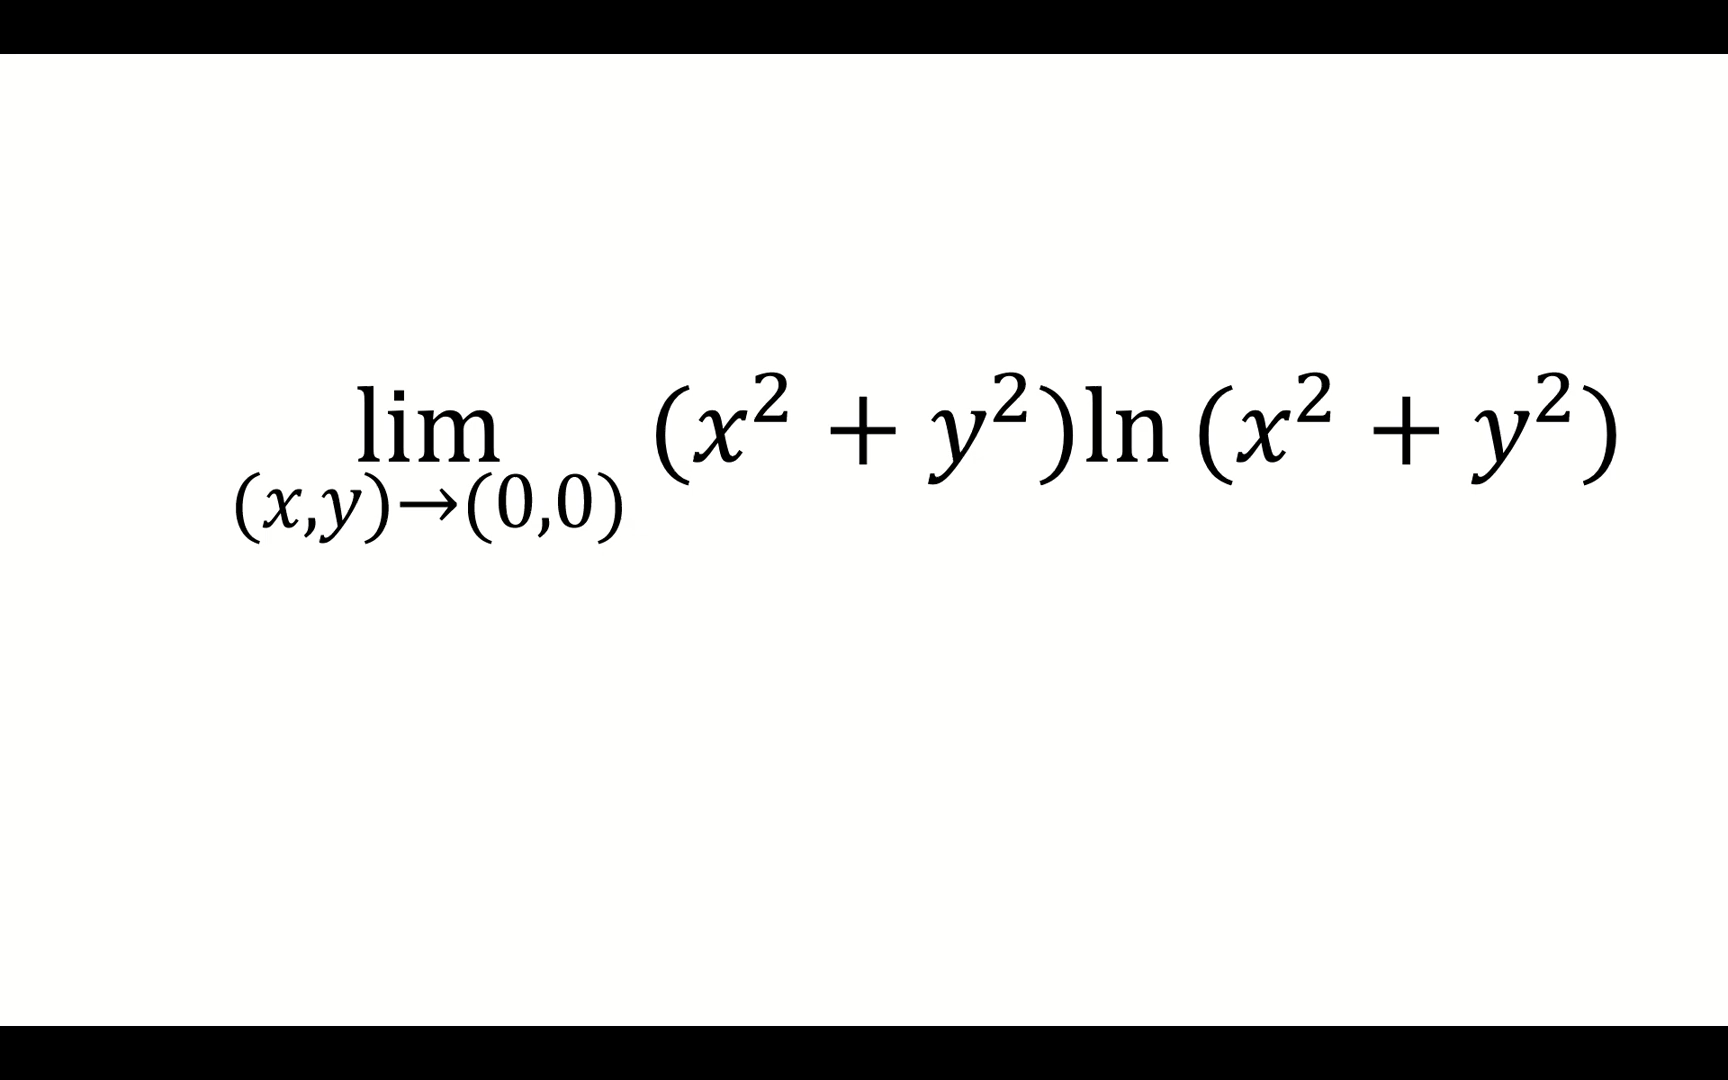 lim (x² + y²)ln (x² + y²)
(x,y)→(0,0)